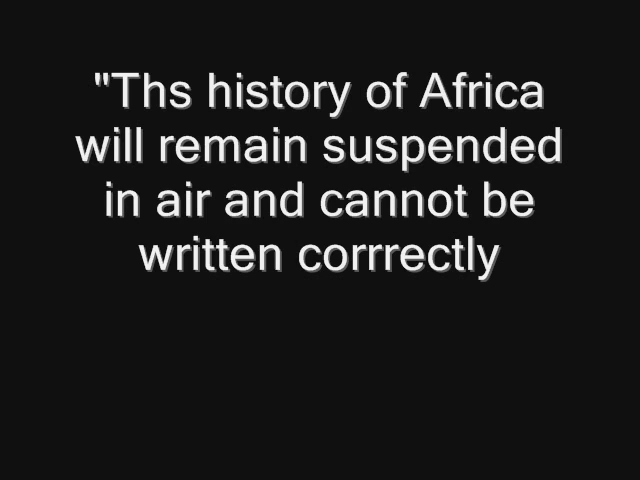 "Ths history of Africa
will remain suspended
in air and cannot be
written corrrectly